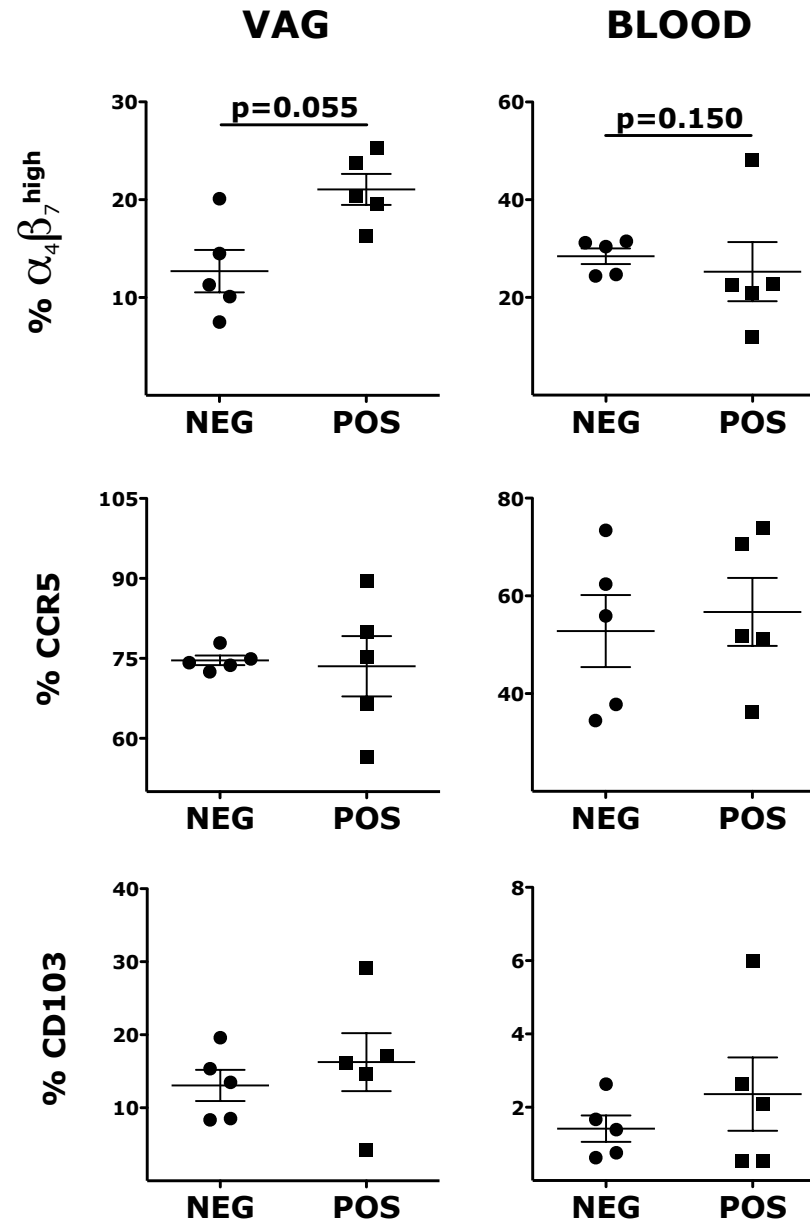 VAG
BLOOD
% α₄β₇ high
30
20
10
p=0.055
NEG
POS
60
40
20
p=0.150
NEG
POS
% CCR5
105
90
75
60
NEG
POS
80
60
40
NEG
POS
% CD103
40
30
20
10
NEG
POS
8
6
4
2
NEG
POS